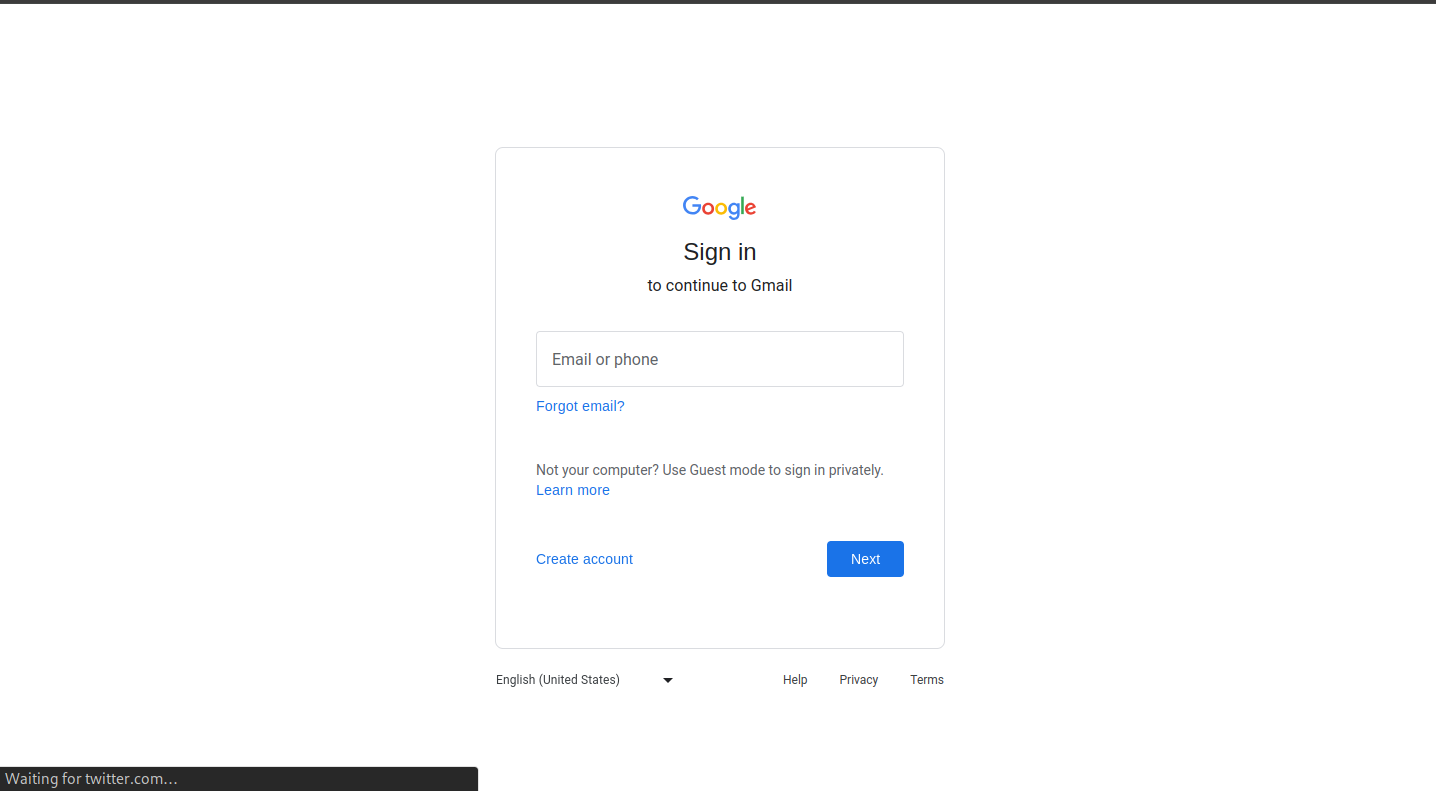 Google
Sign in
to continue to Gmail
Email or phone
Forgot email?
Not your computer? Use Guest mode to sign in privately.
Learn more
Create account
Next
English (United States)
Help
Privacy
Terms
Waiting for twitter.com...